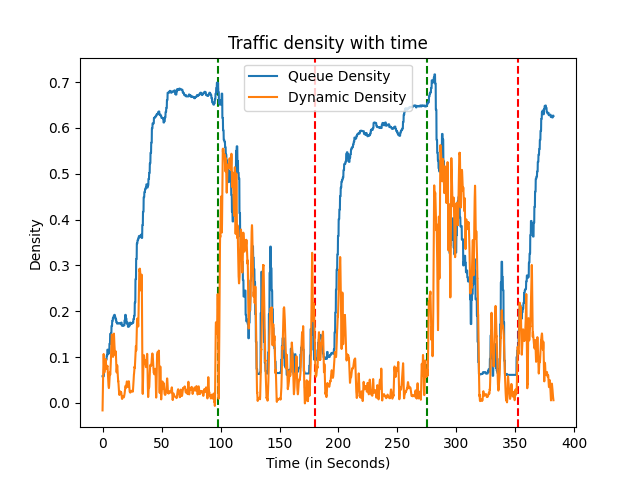 Traffic density with time
Queue Density
Dynamic Density
Density
0.7
0.6
0.5
0.4
0.3
0.2
0.1
0.0
0 50 100 150 200 250 300 350 400
Time (in Seconds)